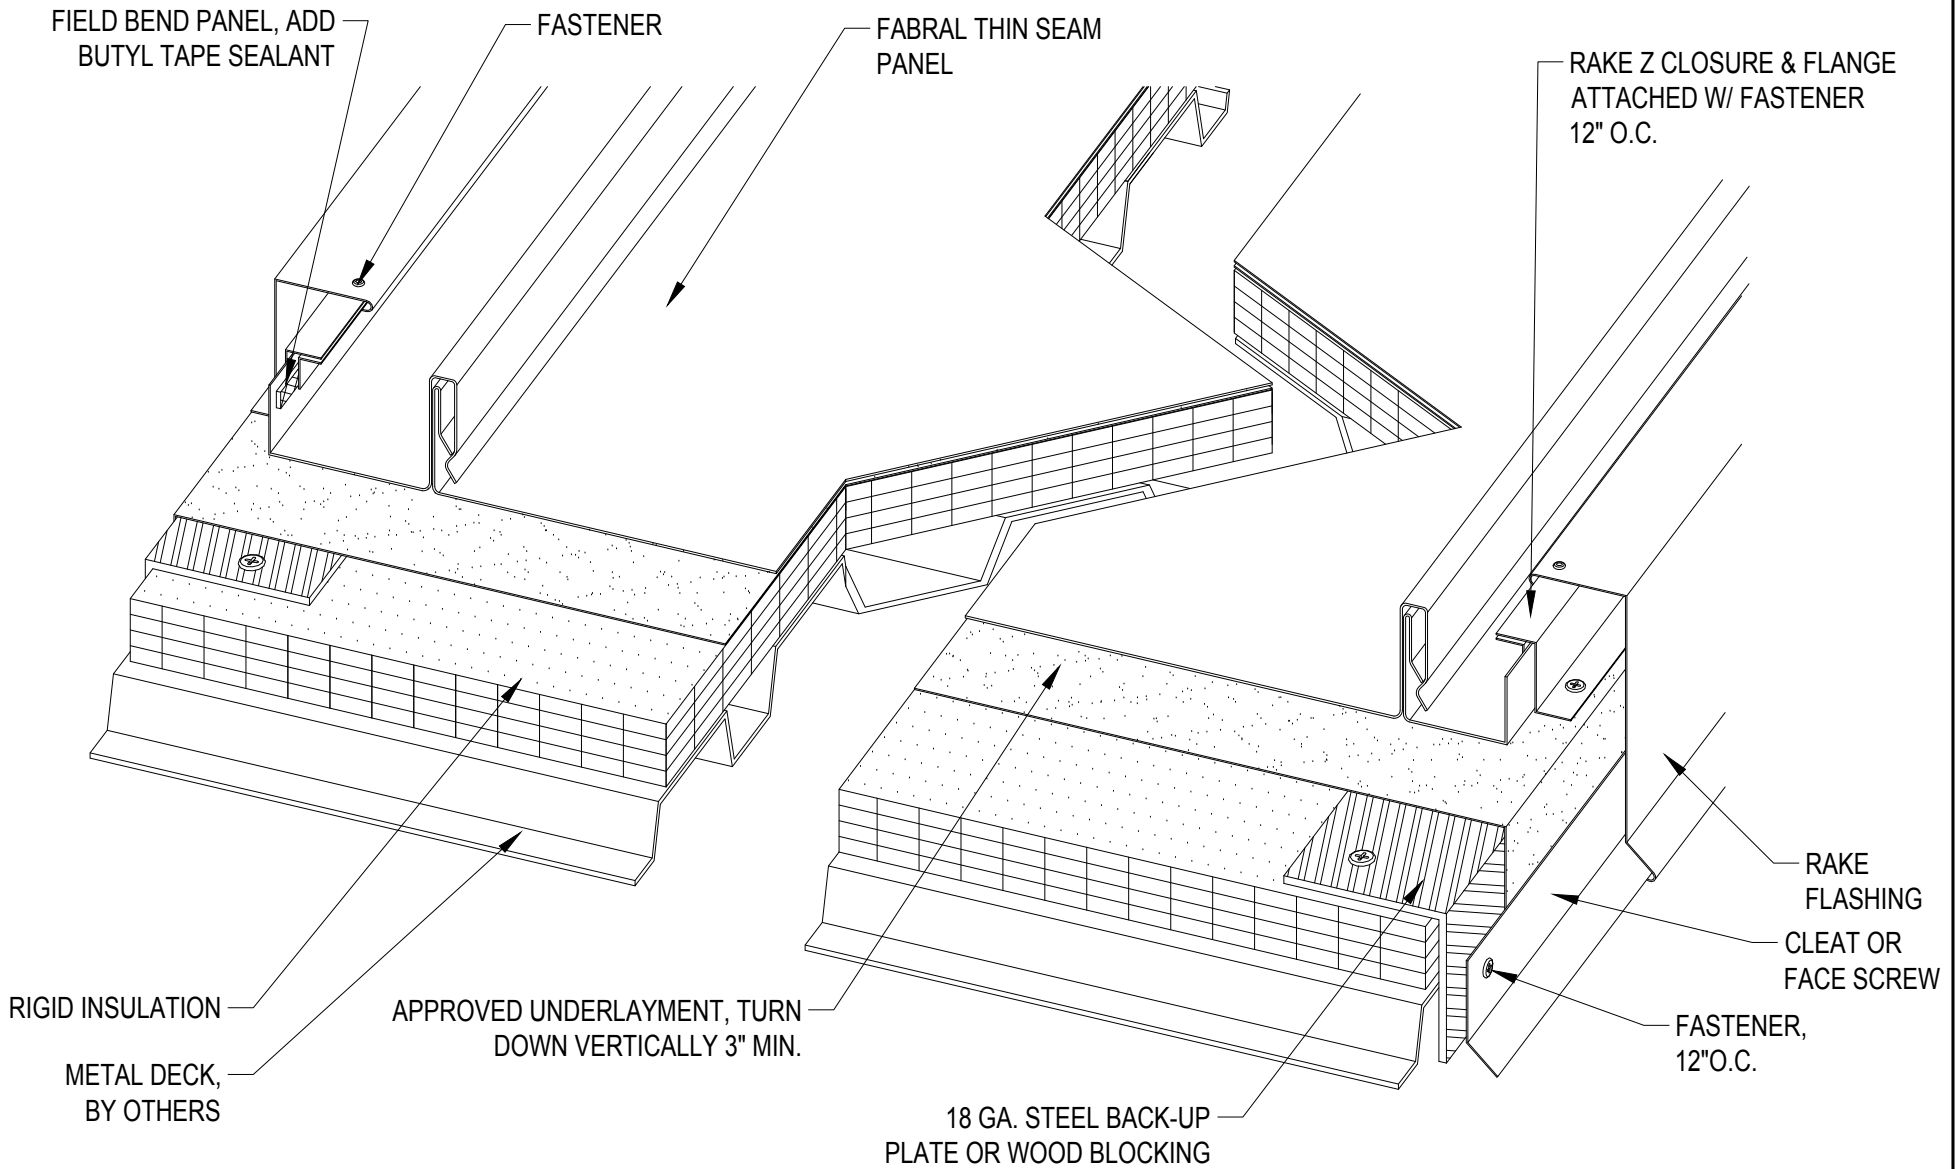 FIELD BEND PANEL, ADD
BUTYL TAPE SEALANT
FASTENER
FABRAL THIN SEAM
PANEL
RAKE Z CLOSURE & FLANGE
ATTACHED W/ FASTENER
12" O.C.
RAKE
FLASHING
CLEAT OR
FACE SCREW
FASTENER,
12"O.C.
RIGID INSULATION
METAL DECK,
BY OTHERS
APPROVED UNDERLAYMENT, TURN
DOWN VERTICALLY 3" MIN.
18 GA. STEEL BACK-UP
PLATE OR WOOD BLOCKING